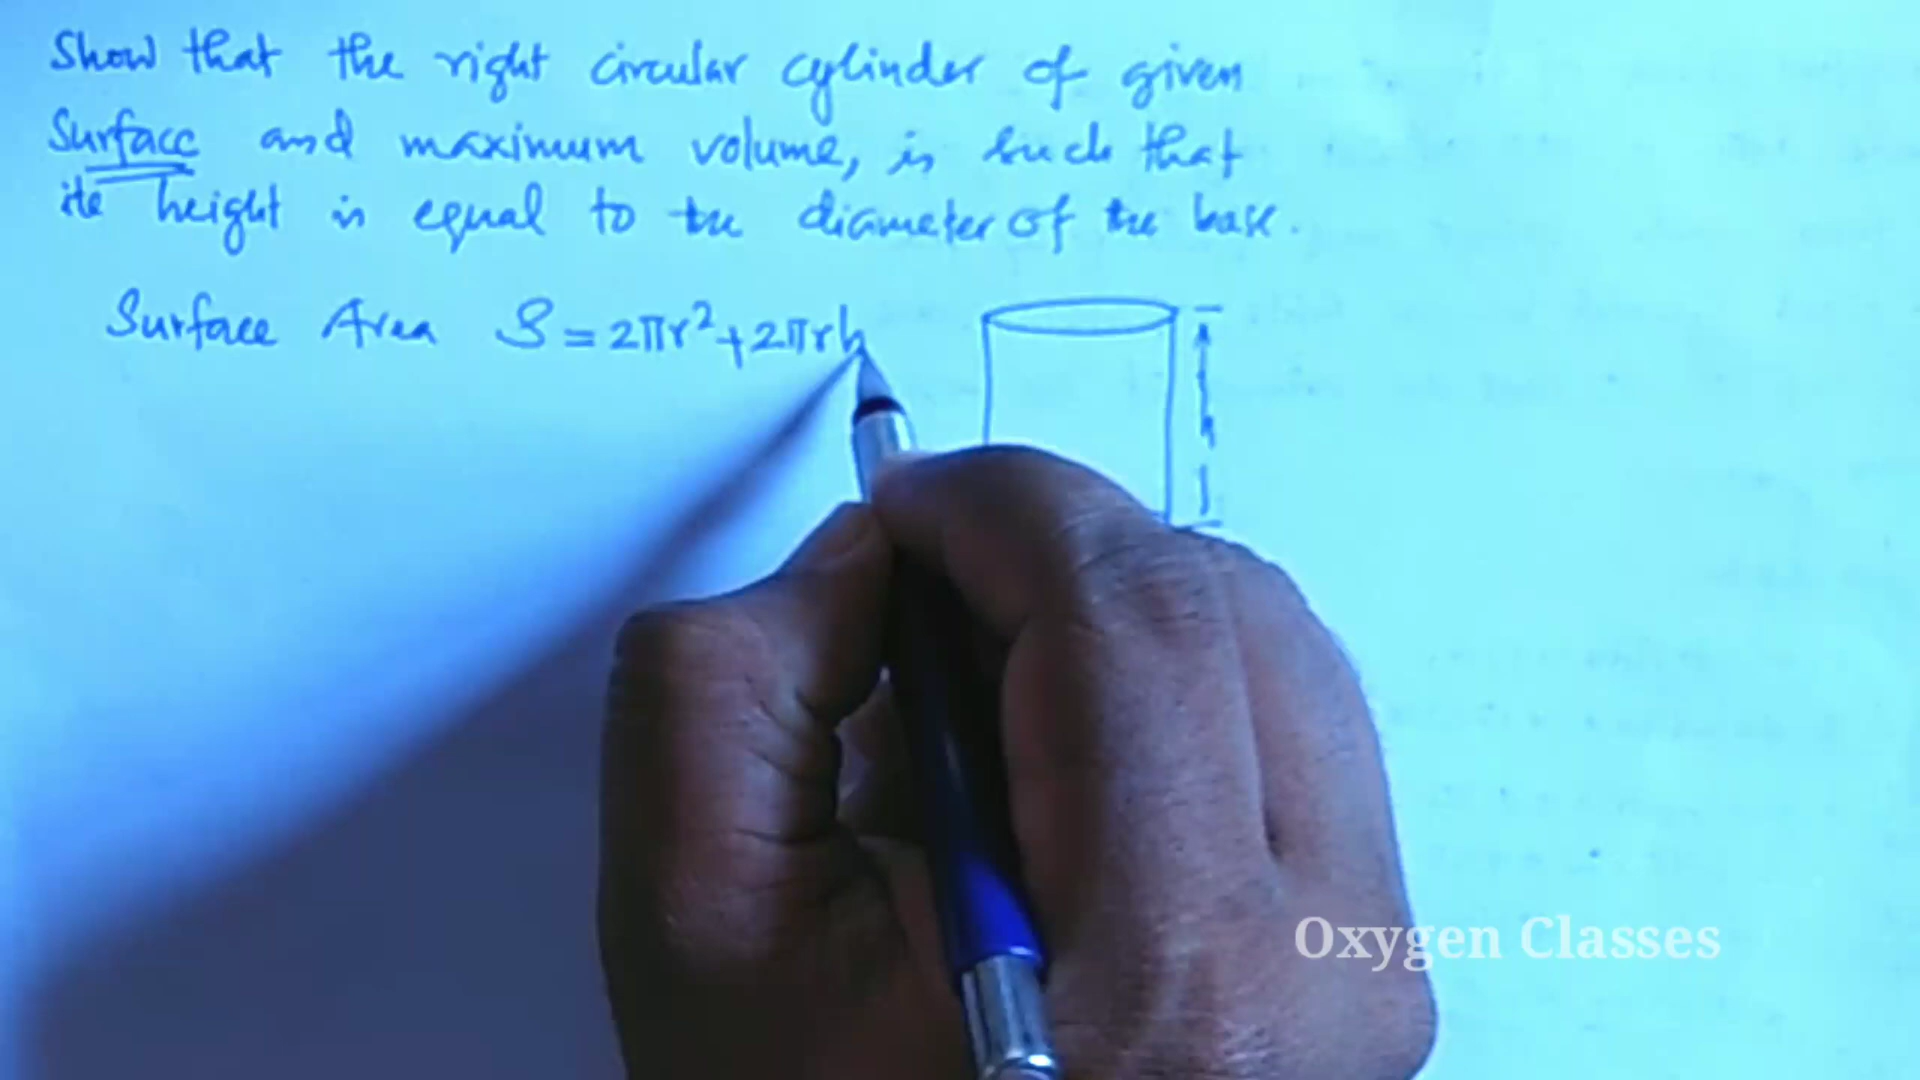 Show that the right circular cylinder of given
Surface and maximum volume, is such that
its height is equal to the diameter of the base.
Surface Area S = 2πr²+2πrh
h
Oxygen Classes